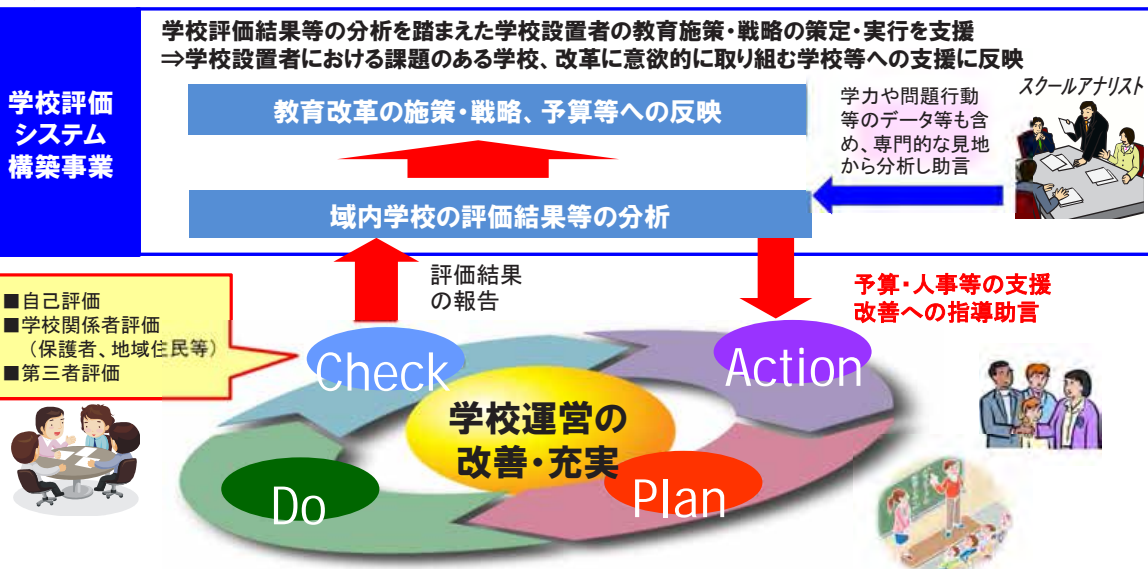 学校評価
システム
構築事業
学校評価結果等の分析を踏まえた学校設置者の教育施策・戦略の策定・実行を支援
⇒学校設置者における課題のある学校、改革に意欲的に取り組む学校等への支援に反映
教育改革の施策・戦略、予算等への反映
域内学校の評価結果等の分析
学力や問題行動
等のデータ等も含
め、専門的な見地
から分析し助言
スクールアナリスト
評価結果
の報告
予算・人事等の支援
改善への指導助言
■自己評価
■学校関係者評価
（保護者、地域住民等）
■第三者評価
Check
Action
学校運営の
改善・充実
Do
Plan